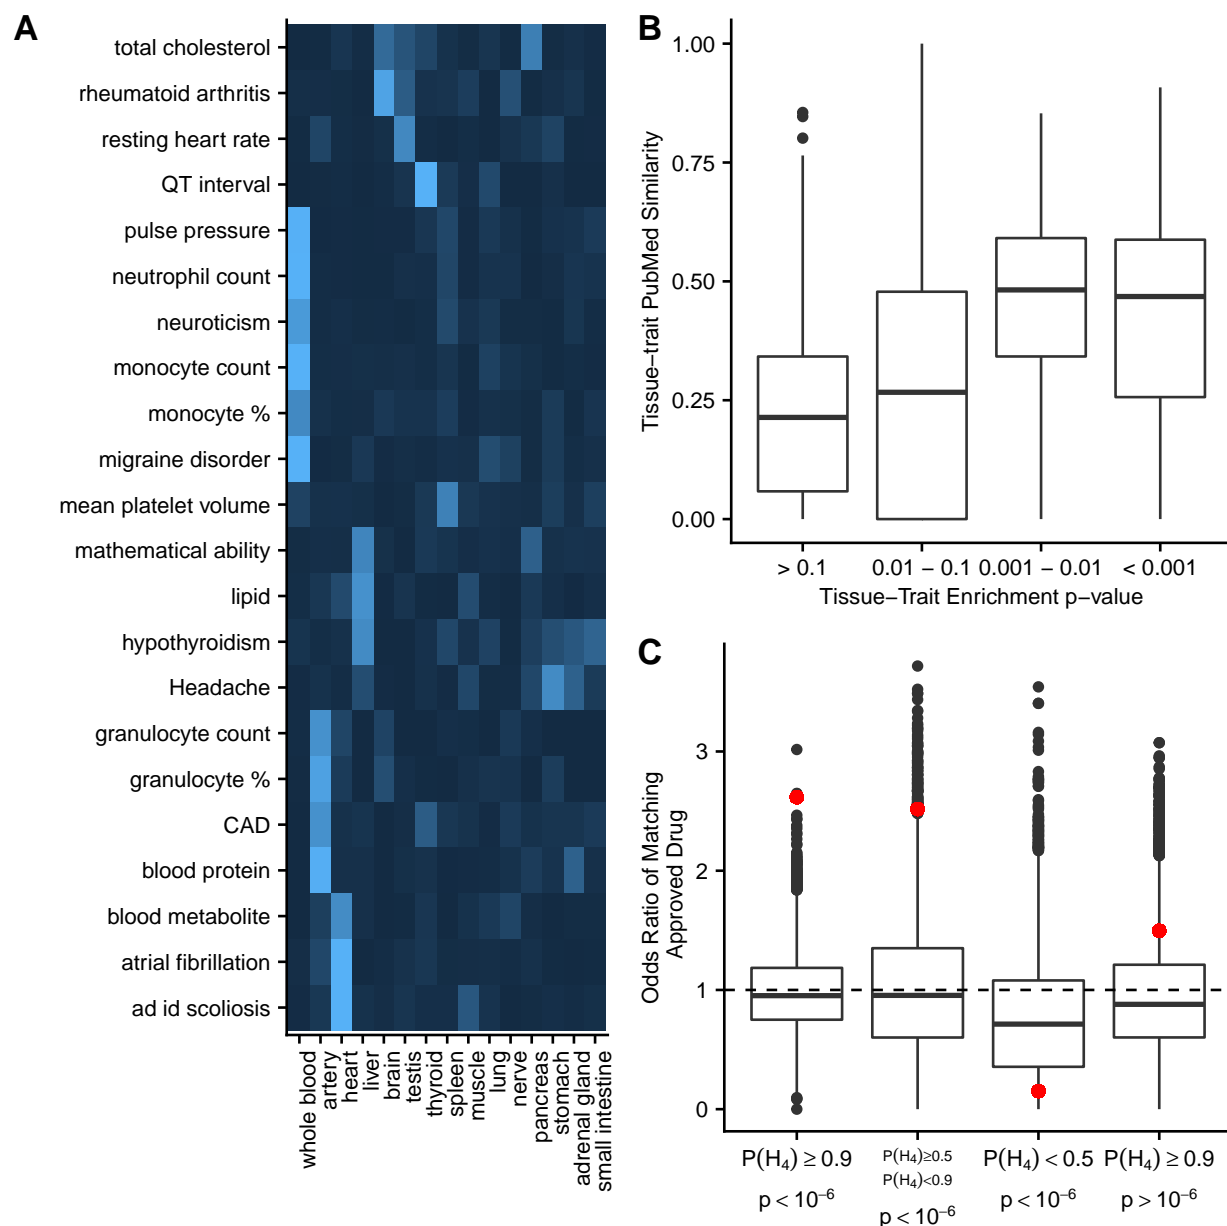 A
total cholesterol
rheumatoid arthritis
resting heart rate
QT interval
pulse pressure
neutrophil count
neuroticism
monocyte count
monocyte %
migraine disorder
mean platelet volume
mathematical ability
lipid
hypothyroidism
Headache
granulocyte count
granulocyte %
CAD
blood protein
blood metabolite
atrial fibrillation
ad id scoliosis
whole blood
artery
heart
liver
brain
testis
thyroid
spleen
muscle
lung
nerve
pancreas
stomach
adrenal gland
small intestine
B
Tissue−trait PubMed Similarity
1.00
0.75
0.50
0.25
0.00
> 0.1 0.01 − 0.1 0.001 − 0.01 < 0.001
Tissue−Trait Enrichment p−value
C
Odds Ratio of Matching
Approved Drug
3
2
1
0
P(H₄) ≥ 0.9
p < 10⁻⁶
P(H₄)≥0.5
P(H₄)<0.9
p < 10⁻⁶
P(H₄) < 0.5
p < 10⁻⁶
P(H₄) ≥ 0.9
p > 10⁻⁶